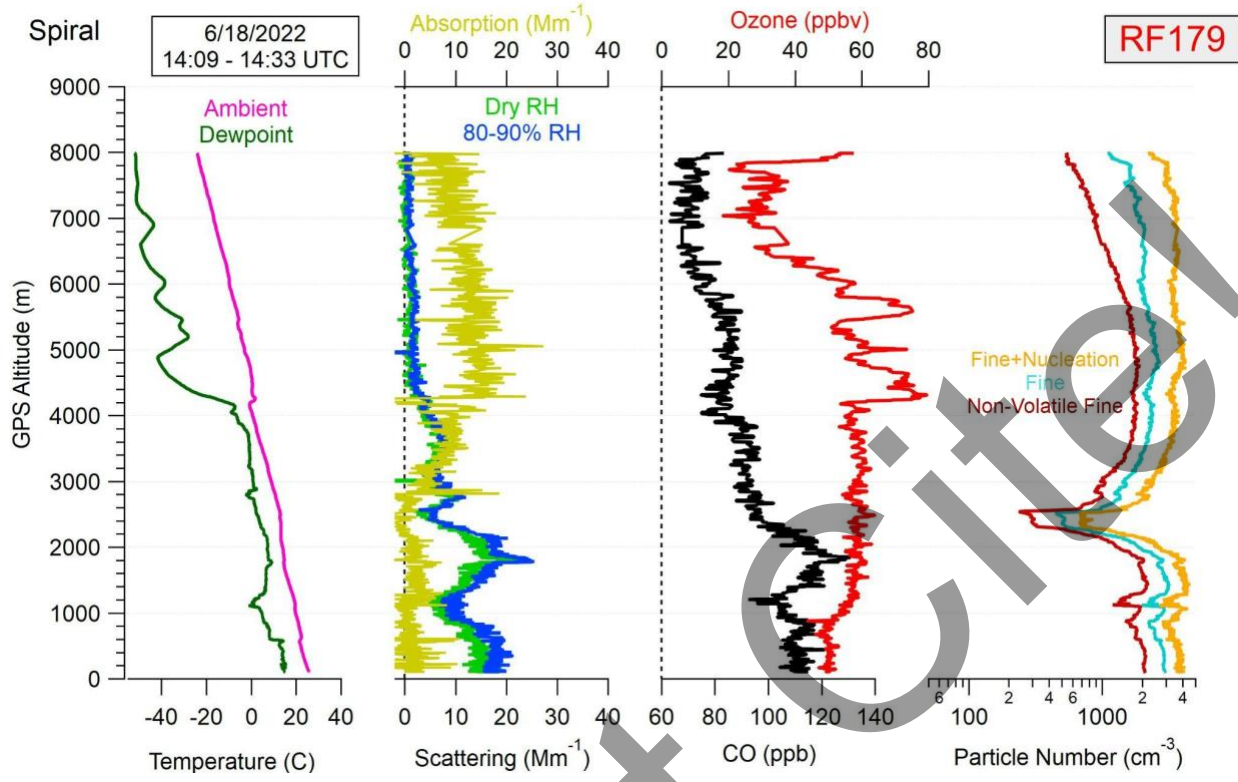 Spiral
6/18/2022
14:09 - 14:33 UTC
Absorption (Mm⁻¹)
0 10 20 30 40
Ozone (ppbv)
0 20 40 60 80
RF179
9000
8000
7000
6000
5000
4000
3000
2000
1000
0
GPS Altitude (m)
Ambient
Dewpoint
Dry RH
80-90% RH
Fine+Nucleation
Fine
Non-Volatile Fine
-40 -20 0 20 40
Temperature (C)
0 10 20 30 40
Scattering (Mm⁻¹)
60 80 100 120 140
CO (ppb)
6 100 2 4 6 1000 2 4
Particle Number (cm⁻³)
Cite!